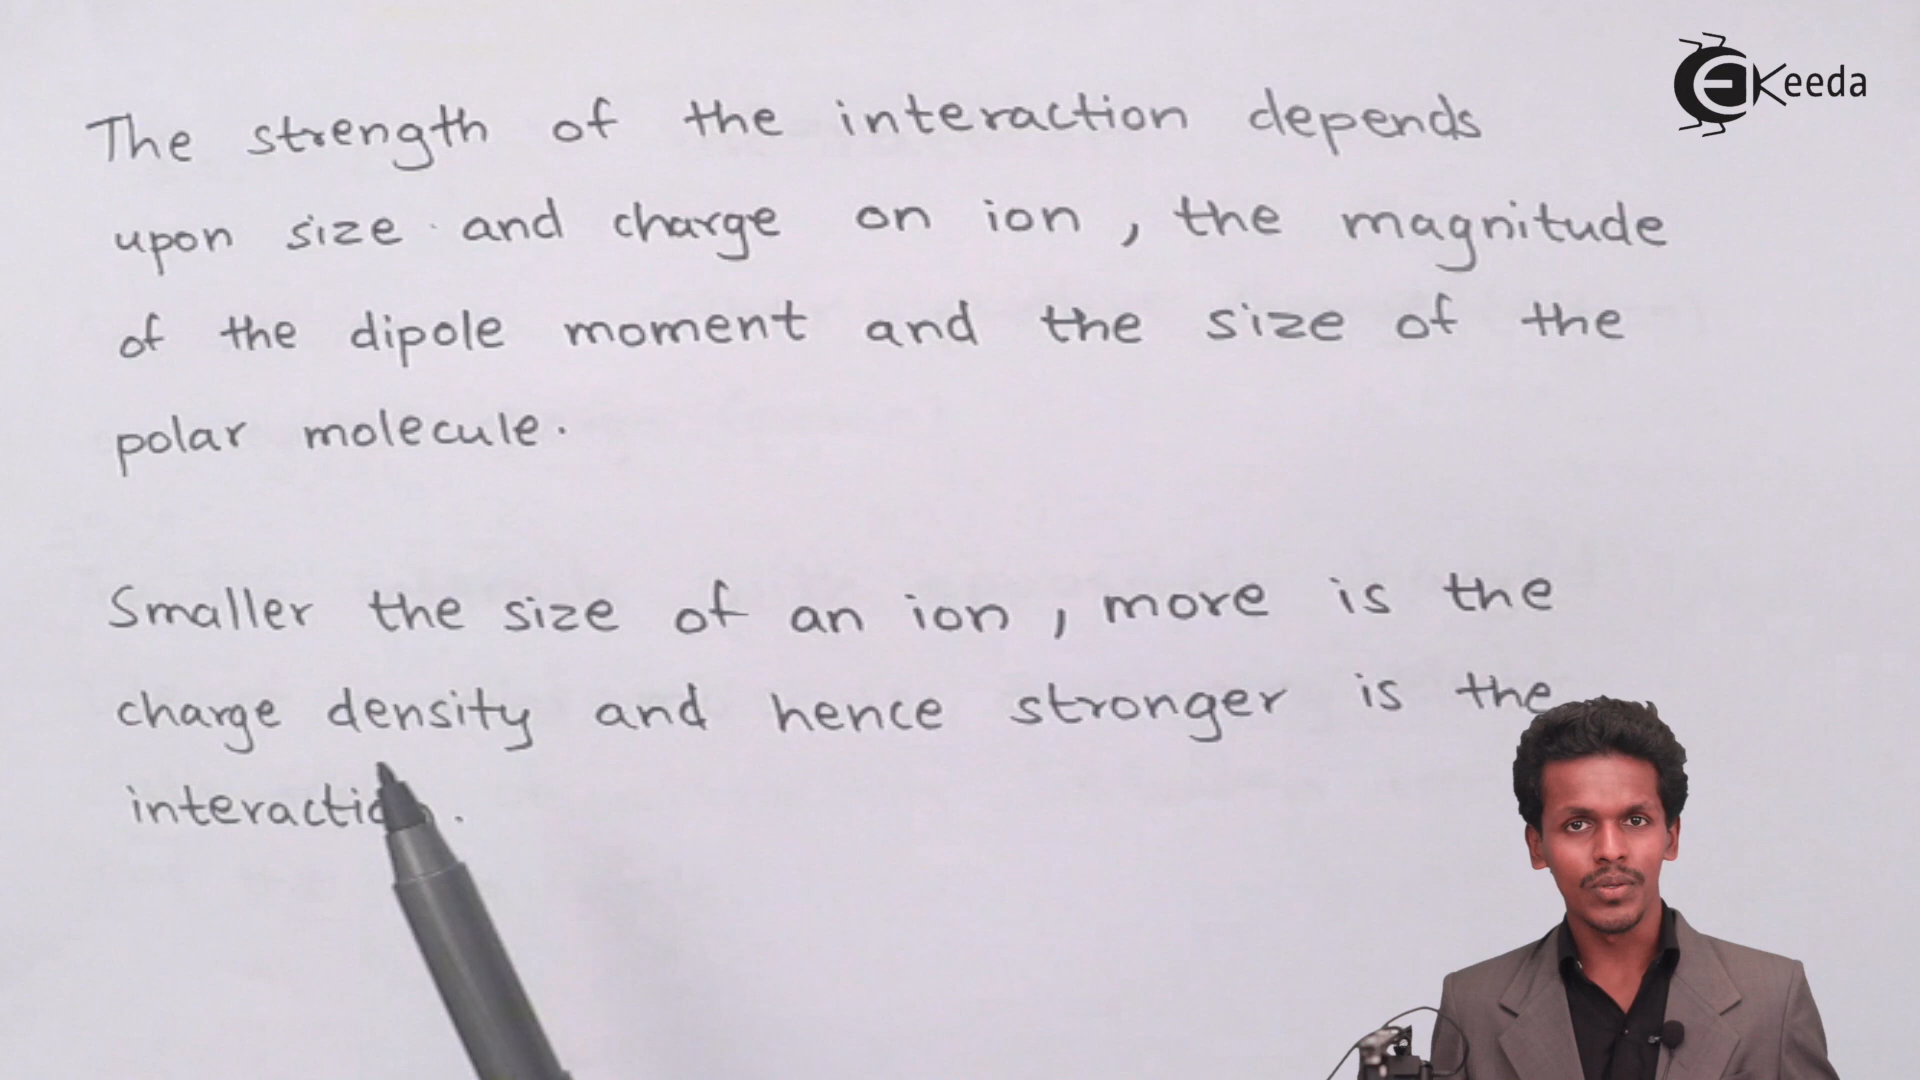 The strength of the interaction depends
upon size and charge on ion, the magnitude
of the dipole moment and the size of the
polar molecule.
Smaller the size of an ion, more is the
charge density and hence stronger is the
interaction.
EKeeda